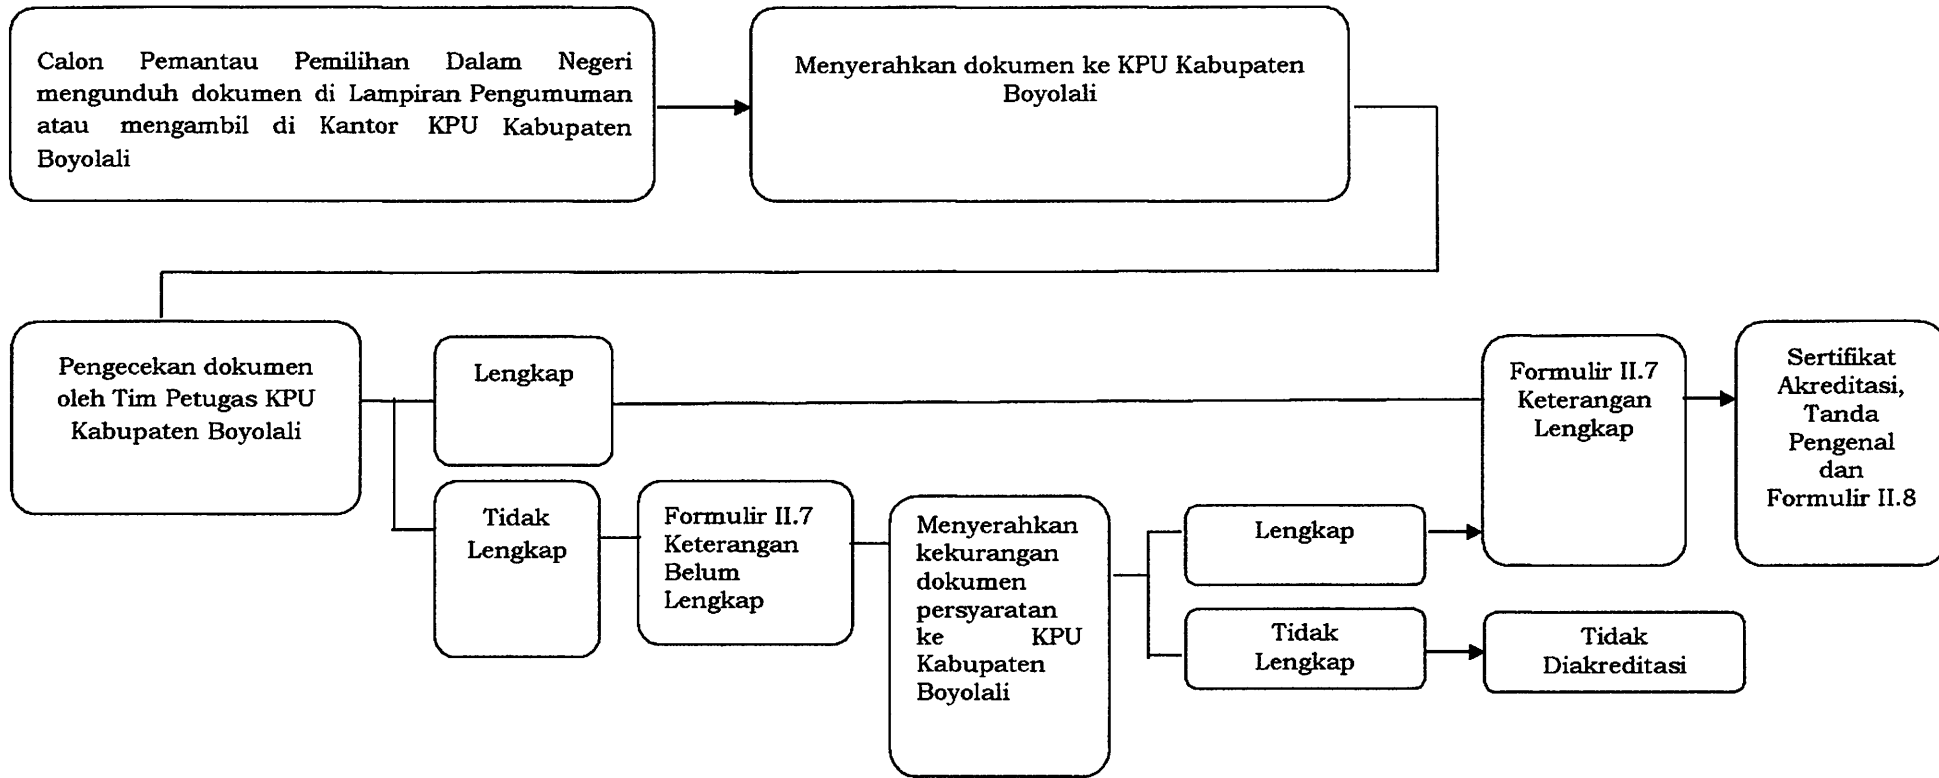 Calon Pemantau Pemilihan Dalam Negeri
mengunduh dokumen di Lampiran Pengumuman
atau mengambil di Kantor KPU Kabupaten
Boyolali
Menyerahkan dokumen ke KPU Kabupaten
Boyolali
Pengecekan dokumen
oleh Tim Petugas KPU
Kabupaten Boyolali
Lengkap
Tidak
Lengkap
Formulir II.7
Keterangan
Belum
Lengkap
Menyerahkan
kekurangan
dokumen
persyaratan
ke KPU
Kabupaten
Boyolali
Lengkap
Tidak
Lengkap
Formulir II.7
Keterangan
Lengkap
Sertifikat
Akreditasi,
Tanda
Pengenal
dan
Formulir II.8
Tidak
Diakreditasi